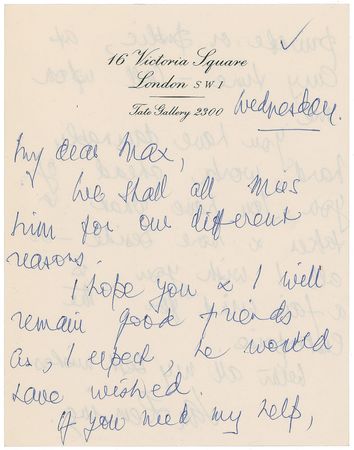 16 Victoria Square
London SW1
Tate Gallery 2300
Wednesday.
My dear Max,
We shall all miss
him for our different
reasons.
I hope you & I will
remain good friends
as, I expect, he would
have wished.
If you need my help,